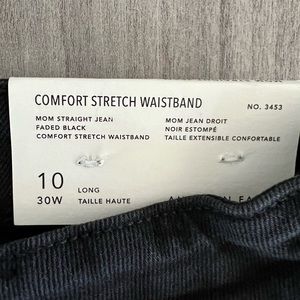 COMFORT STRETCH WAISTBAND NO. 3453
MOM STRAIGHT JEAN
FADED BLACK
COMFORT STRETCH WAISTBAND
MOM JEAN DROIT
NOIR ESTOMPÉ
TAILLE EXTENSIBLE CONFORTABLE
10
30W
LONG
TAILLE HAUTE